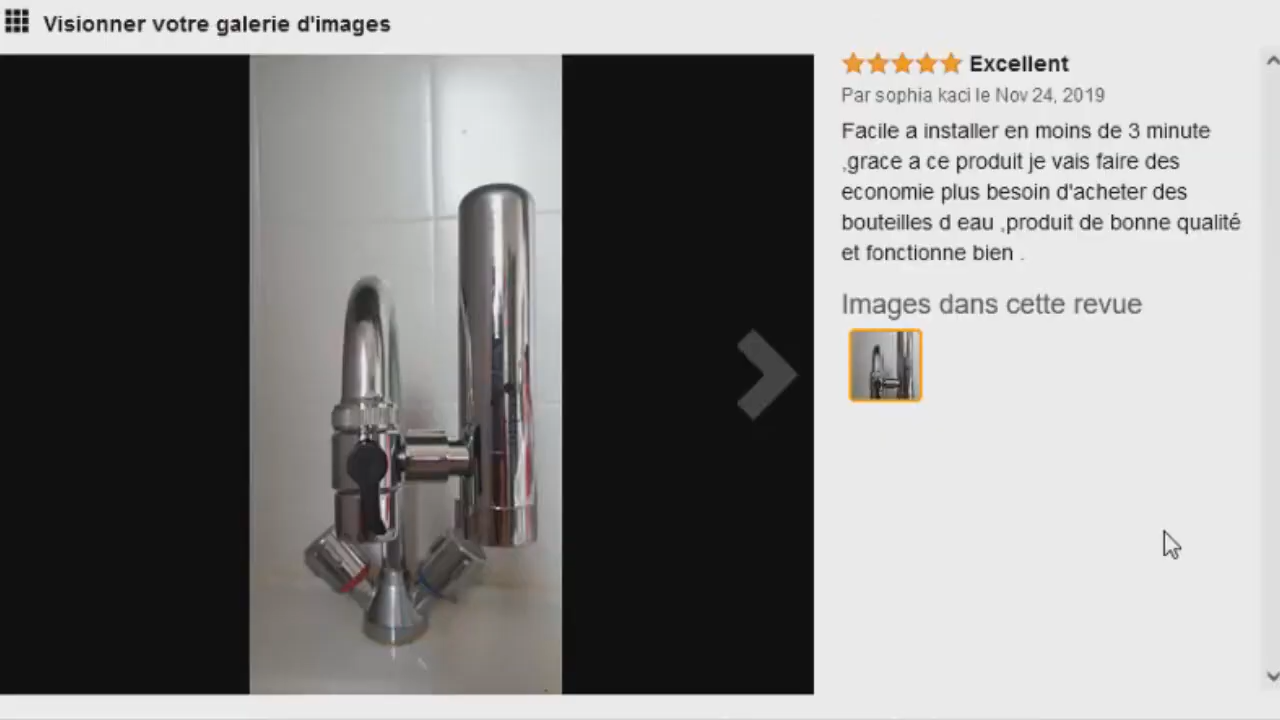 Visionner votre galerie d'images
Excellent
Par sophia kaci le Nov 24, 2019
Facile a installer en moins de 3 minute
,grace a ce produit je vais faire des
economie plus besoin d'acheter des
bouteilles d eau ,produit de bonne qualité
et fonctionne bien .
Images dans cette revue